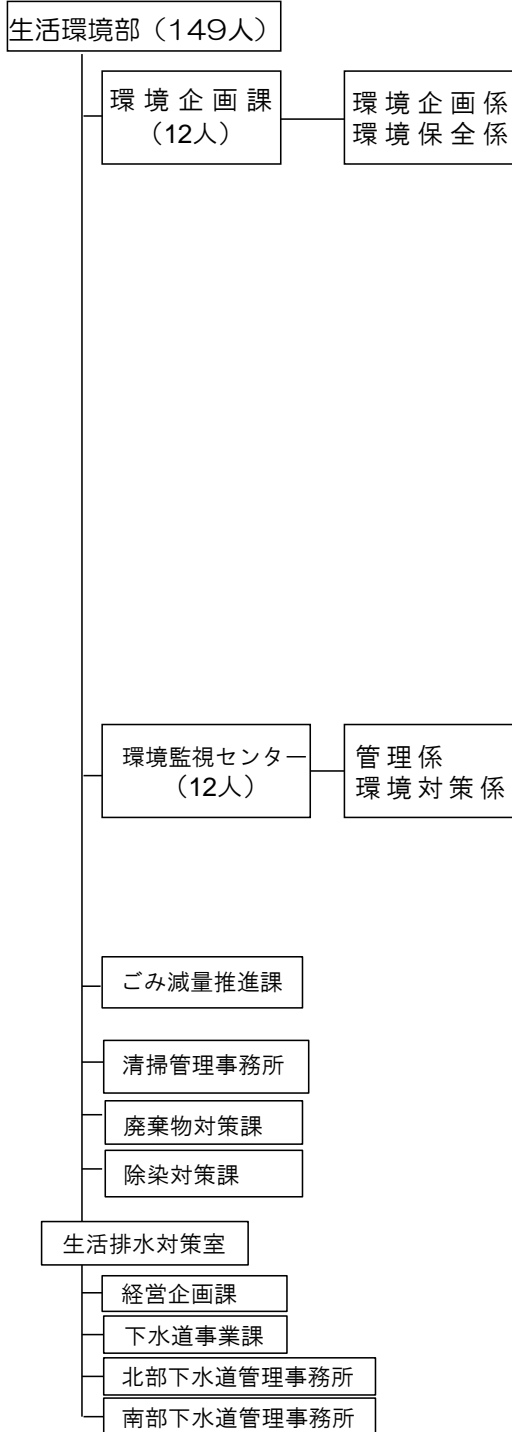 生活環境部（149人）
環境企画課
（12人）
環境企画係
環境保全係
環境監視センター
（12人）
管理係
環境対策係
ごみ減量推進課
清掃管理事務所
廃棄物対策課
除染対策課
生活排水対策室
経営企画課
下水道事業課
北部下水道管理事務所
南部下水道管理事務所